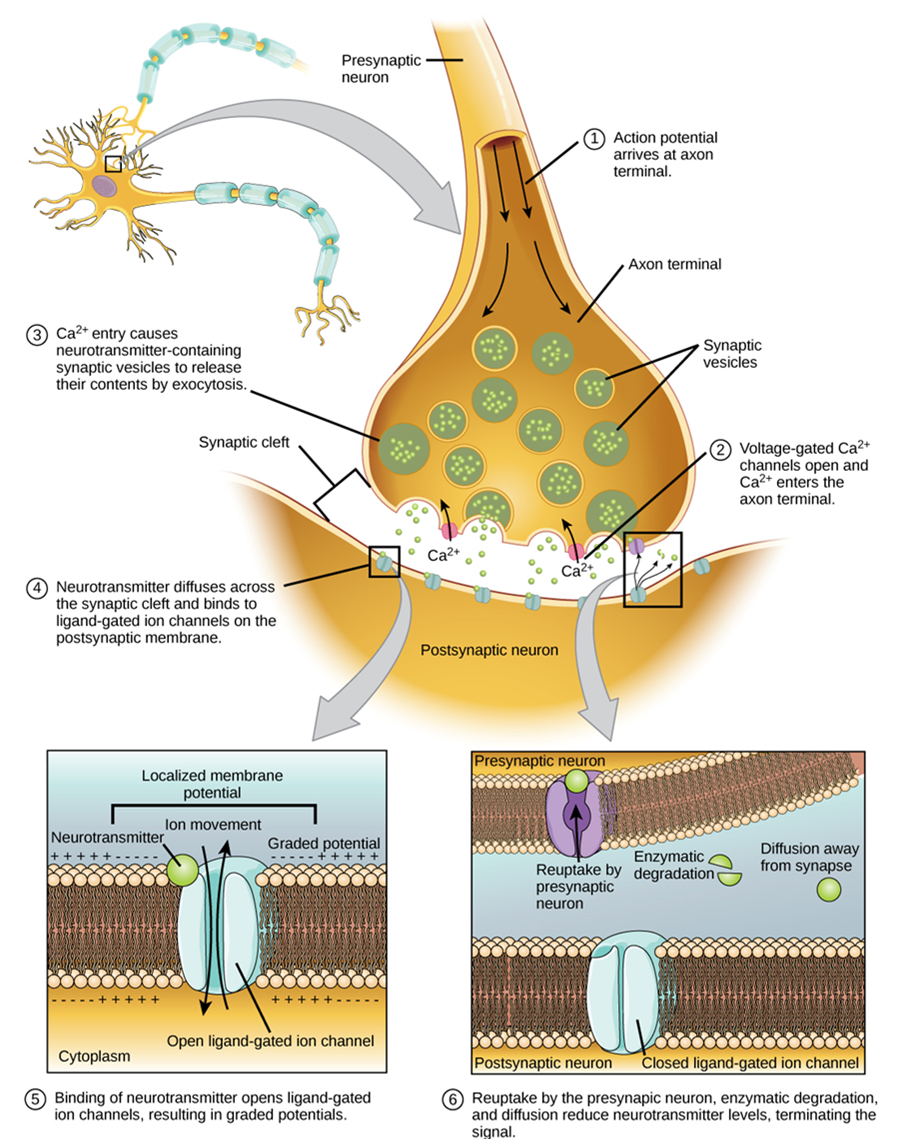 Presynaptic
neuron
① Action potential
arrives at axon
terminal.
Axon terminal
③ Ca²⁺ entry causes
neurotransmitter-containing
synaptic vesicles to release
their contents by exocytosis.
Synaptic
vesicles
Synaptic cleft
② Voltage-gated Ca²⁺
channels open and
Ca²⁺ enters the
axon terminal.
Ca²⁺
Ca²⁺
④ Neurotransmitter diffuses across
the synaptic cleft and binds to
ligand-gated ion channels on the
postsynaptic membrane.
Postsynaptic neuron
Localized membrane
potential
Ion movement
Neurotransmitter
Graded potential
+ + + + + - - - - -
- - - - - + + + + +
- - - - - + + + + +
+ + + + + - - - - -
Open ligand-gated ion channel
Cytoplasm
⑤ Binding of neurotransmitter opens ligand-gated
ion channels, resulting in graded potentials.
Presynaptic neuron
Reuptake by
presynaptic
neuron
Enzymatic
degradation
Diffusion away
from synapse
Postsynaptic neuron
Closed ligand-gated ion channel
⑥ Reuptake by the presynapic neuron, enzymatic degradation,
and diffusion reduce neurotransmitter levels, terminating the
signal.